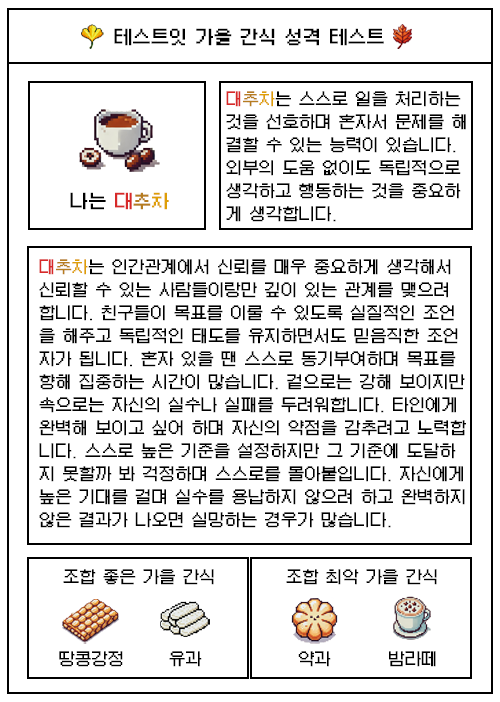 테스트잇 가을 간식 성격 테스트
나는 대추차
대추차는 스스로 일을 처리하는
것을 선호하며 혼자서 문제를 해
결할 수 있는 능력이 있습니다.
외부의 도움 없이도 독립적으로
생각하고 행동하는 것을 중요하
게 생각합니다.
대추차는 인간관계에서 신뢰를 매우 중요하게 생각해서
신뢰할 수 있는 사람들이랑만 깊이 있는 관계를 맺으려
합니다. 친구들이 목표를 이룰 수 있도록 실질적인 조언
을 해주고 독립적인 태도를 유지하면서도 믿음직한 조언
자가 됩니다. 혼자 있을 땐 스스로 동기부여하며 목표를
향해 집중하는 시간이 많습니다. 겉으로는 강해 보이지만
속으로는 자신의 실수나 실패를 두려워합니다. 타인에게
완벽해 보이고 싶어 하며 자신의 약점을 감추려고 노력합
니다. 스스로 높은 기준을 설정하지만 그 기준에 도달하
지 못할까 봐 걱정하며 스스로를 몰아붙입니다. 자신에게
높은 기대를 걸며 실수를 용납하지 않으려 하고 완벽하지
않은 결과가 나오면 실망하는 경우가 많습니다.
조합 좋은 가을 간식
땅콩강정
유과
조합 최악 가을 간식
약과
밤라떼